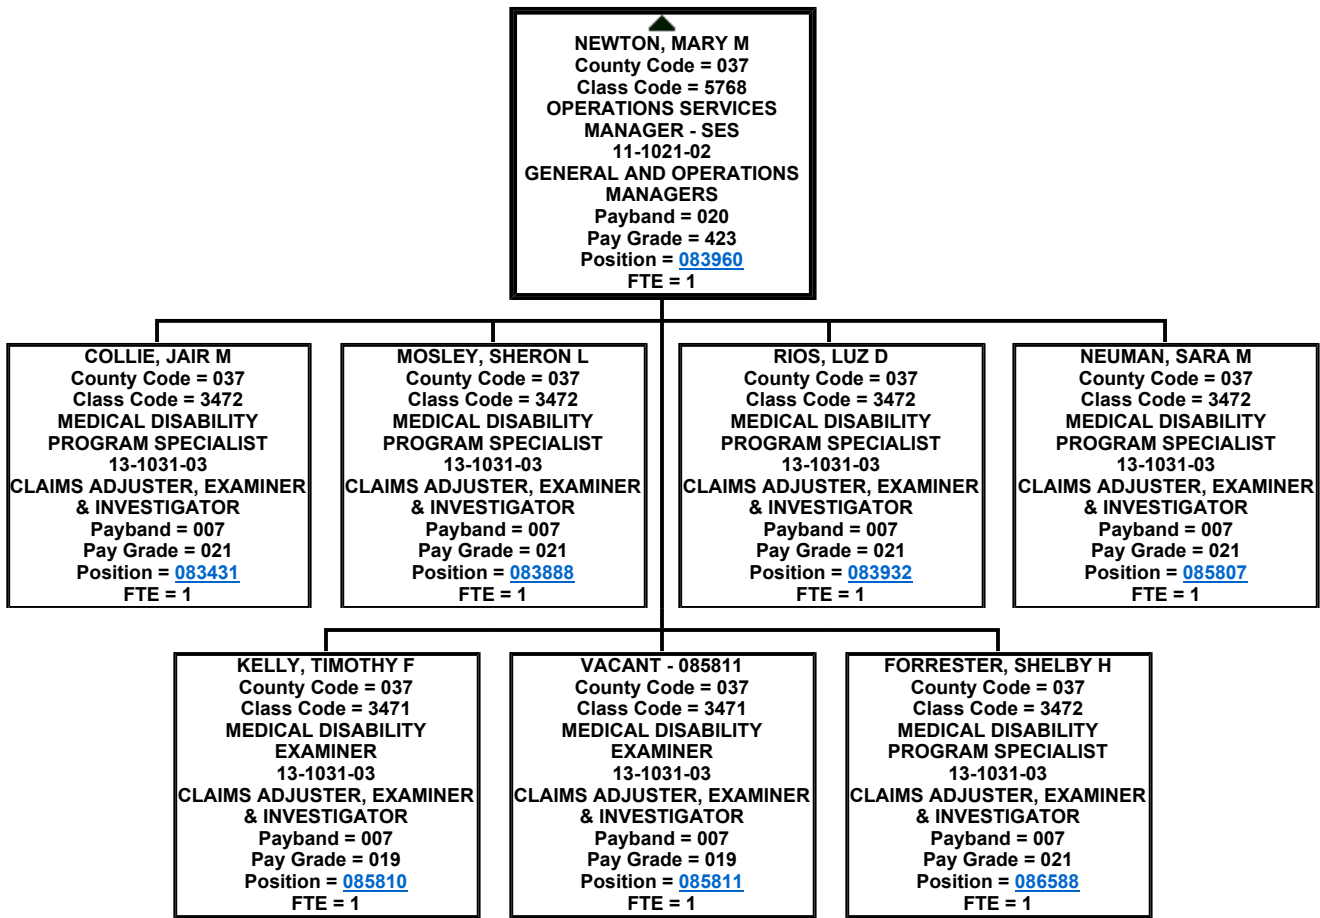 NEWTON, MARY M
County Code = 037
Class Code = 5768
OPERATIONS SERVICES
MANAGER - SES
11-1021-02
GENERAL AND OPERATIONS
MANAGERS
Payband = 020
Pay Grade = 423
Position = 083960
FTE = 1
COLLIE, JAIR M
County Code = 037
Class Code = 3472
MEDICAL DISABILITY
PROGRAM SPECIALIST
13-1031-03
CLAIMS ADJUSTER, EXAMINER
& INVESTIGATOR
Payband = 007
Pay Grade = 021
Position = 083431
FTE = 1
MOSLEY, SHERON L
County Code = 037
Class Code = 3472
MEDICAL DISABILITY
PROGRAM SPECIALIST
13-1031-03
CLAIMS ADJUSTER, EXAMINER
& INVESTIGATOR
Payband = 007
Pay Grade = 021
Position = 083888
FTE = 1
RIOS, LUZ D
County Code = 037
Class Code = 3472
MEDICAL DISABILITY
PROGRAM SPECIALIST
13-1031-03
CLAIMS ADJUSTER, EXAMINER
& INVESTIGATOR
Payband = 007
Pay Grade = 021
Position = 083932
FTE = 1
NEUMAN, SARA M
County Code = 037
Class Code = 3472
MEDICAL DISABILITY
PROGRAM SPECIALIST
13-1031-03
CLAIMS ADJUSTER, EXAMINER
& INVESTIGATOR
Payband = 007
Pay Grade = 021
Position = 085807
FTE = 1
KELLY, TIMOTHY F
County Code = 037
Class Code = 3471
MEDICAL DISABILITY
EXAMINER
13-1031-03
CLAIMS ADJUSTER, EXAMINER
& INVESTIGATOR
Payband = 007
Pay Grade = 019
Position = 085810
FTE = 1
VACANT - 085811
County Code = 037
Class Code = 3471
MEDICAL DISABILITY
EXAMINER
13-1031-03
CLAIMS ADJUSTER, EXAMINER
& INVESTIGATOR
Payband = 007
Pay Grade = 019
Position = 085811
FTE = 1
FORRESTER, SHELBY H
County Code = 037
Class Code = 3472
MEDICAL DISABILITY
PROGRAM SPECIALIST
13-1031-03
CLAIMS ADJUSTER, EXAMINER
& INVESTIGATOR
Payband = 007
Pay Grade = 021
Position = 086588
FTE = 1